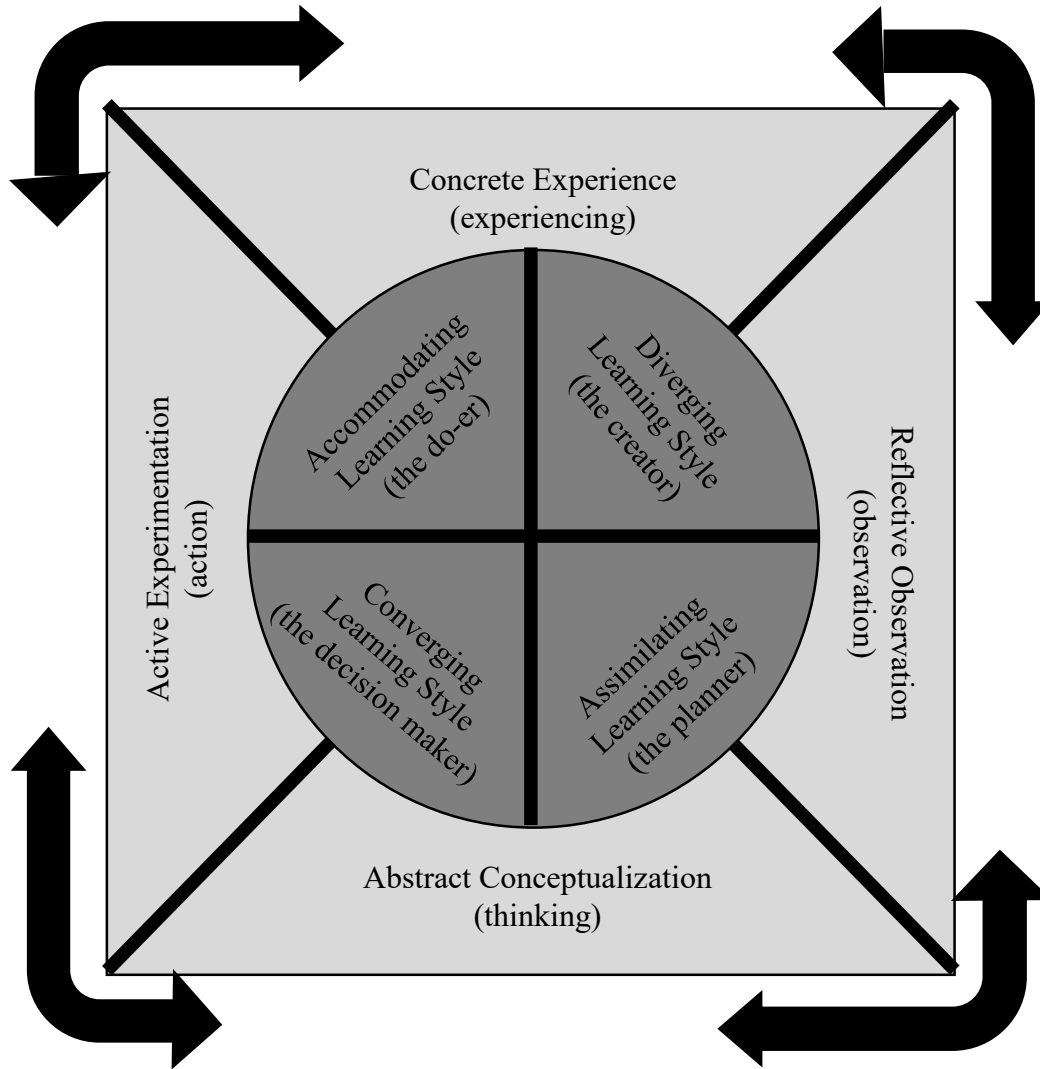 Concrete Experience
(experiencing)
Accommodating
Learning Style
(the do-er)
Diverging
Learning Style
(the creator)
Active Experimentation
(action)
Reflective Observation
(observation)
Converging
Learning Style
(the decision maker)
Assimilating
Learning Style
(the planner)
Abstract Conceptualization
(thinking)